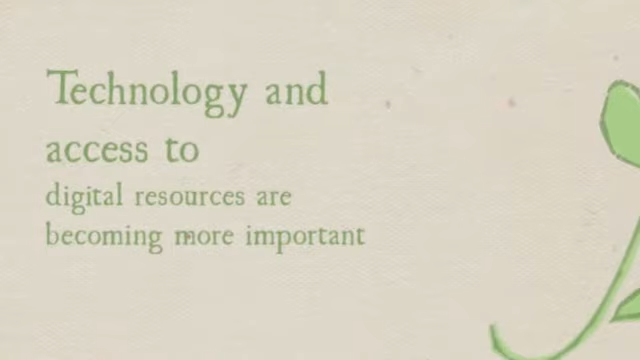 Technology and
access to
digital resources are
becoming more important